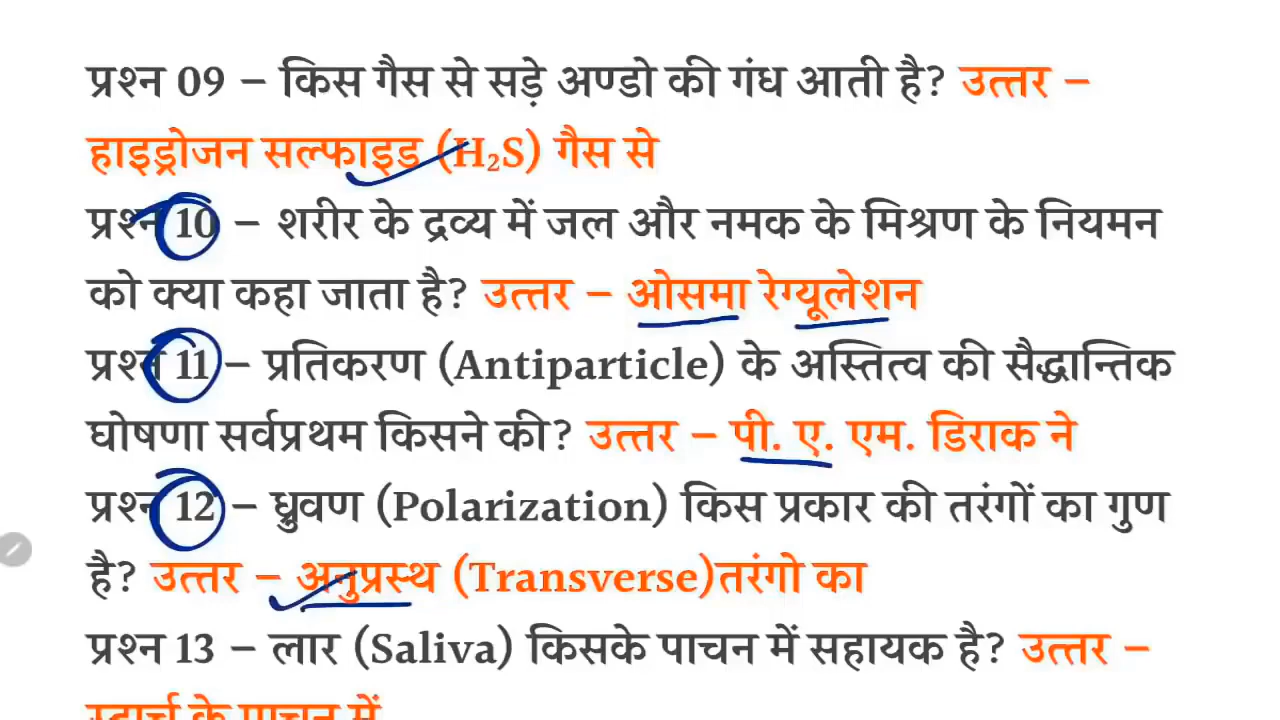 प्रश्न 09 – किस गैस से सड़े अण्डो की गंध आती है? उत्तर –
हाइड्रोजन सल्फाइड (H₂S) गैस से
प्रश्न 10 – शरीर के द्रव्य में जल और नमक के मिश्रण के नियमन
को क्या कहा जाता है? उत्तर – ओसमा रेग्यूलेशन
प्रश्न 11 – प्रतिकरण (Antiparticle) के अस्तित्व की सैद्धान्तिक
घोषणा सर्वप्रथम किसने की? उत्तर – पी. ए. एम. डिराक ने
प्रश्न 12 – ध्रुवण (Polarization) किस प्रकार की तरंगों का गुण
है? उत्तर – अनुप्रस्थ (Transverse)तरंगो का
प्रश्न 13 – लार (Saliva) किसके पाचन में सहायक है? उत्तर –
स्टार्च के पाचन में